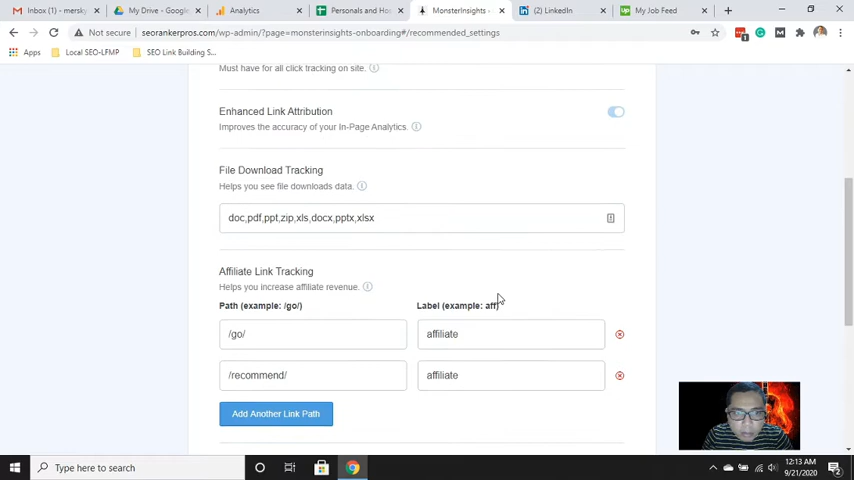 Inbox (1) - mersky
My Drive - Google
Analytics
Personals and Ho
MonsterInsights -
(2) LinkedIn
My Job Feed
Not secure
seorankerpros.com/wp-admin/?page=monsterinsights-onboarding#/recommended_settings
Apps
Local SEO-LFMP
SEO Link Building S...
1
Must have for all click tracking on site.
Enhanced Link Attribution
Improves the accuracy of your In-Page Analytics.
File Download Tracking
Helps you see file downloads data.
doc,pdf,ppt,zip,xls,docx,pptx,xlsx
Affiliate Link Tracking
Helps you increase affiliate revenue.
Path (example: /go/)
Label (example: aff)
/go/
affiliate
/recommend/
affiliate
Add Another Link Path
Type here to search
12:13 AM
9/21/2020
2